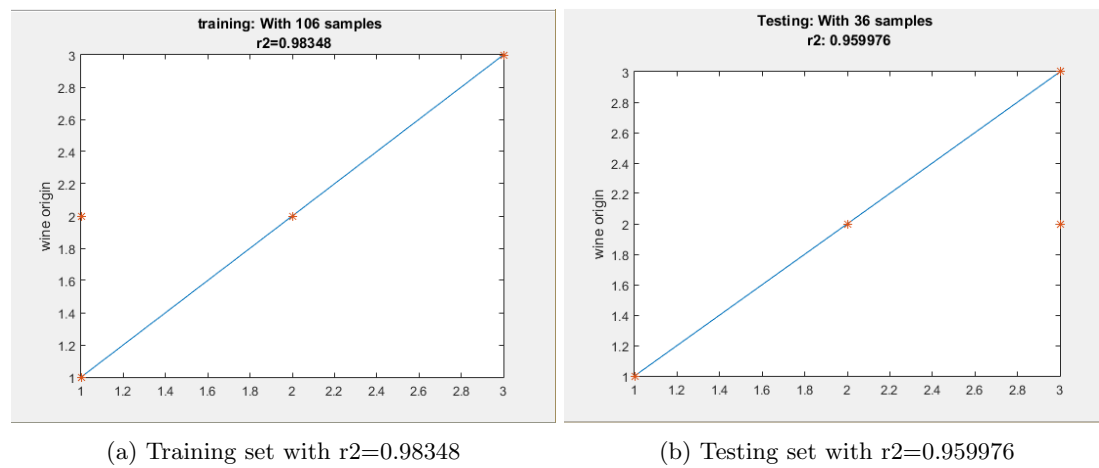 training: With 106 samples
r2=0.98348
3
2.8
2.6
2.4
2.2
2
1.8
1.6
1.4
1.2
1
wine origin
1 1.2 1.4 1.6 1.8 2 2.2 2.4 2.6 2.8 3
(a) Training set with r2=0.98348
Testing: With 36 samples
r2: 0.959976
3
2.8
2.6
2.4
2.2
2
1.8
1.6
1.4
1.2
1
wine origin
1 1.2 1.4 1.6 1.8 2 2.2 2.4 2.6 2.8 3
(b) Testing set with r2=0.959976